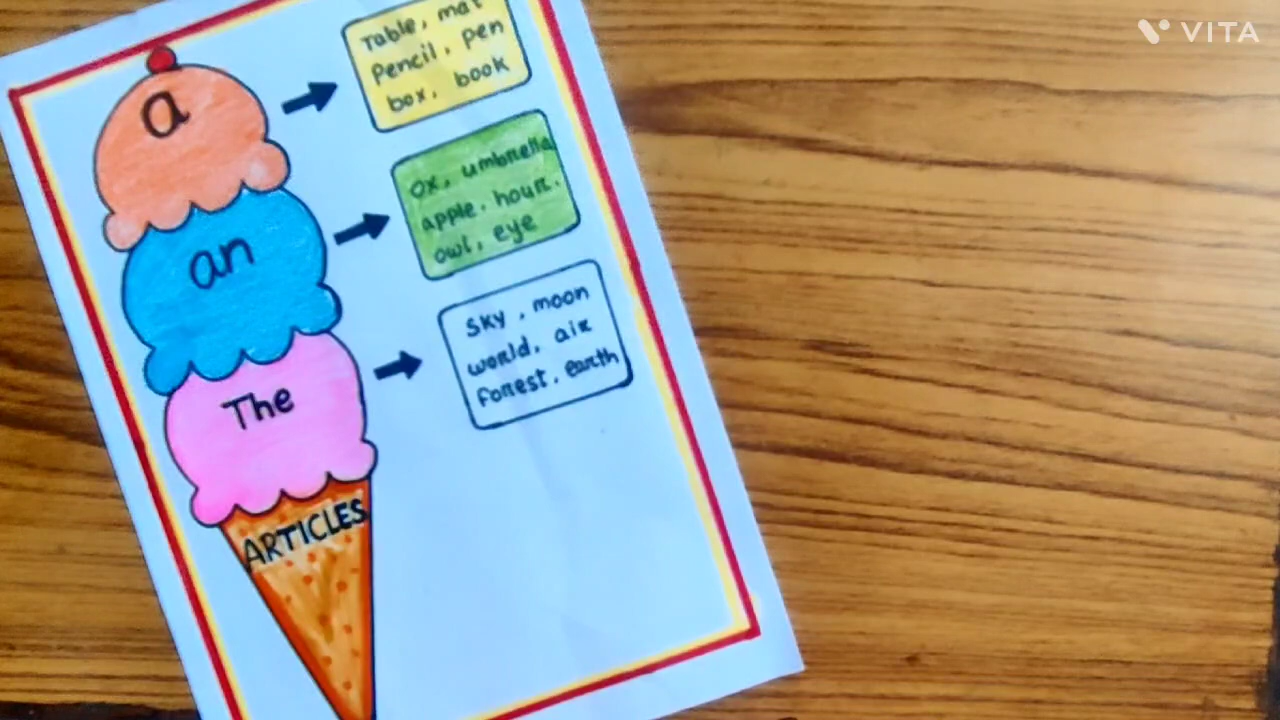 a
Table, mat
pencil, pen
box, book
an
ox, umbrella
apple, hour.
owl, eye
The
sky, moon
world, air
forest, earth
ARTICLES
VITA